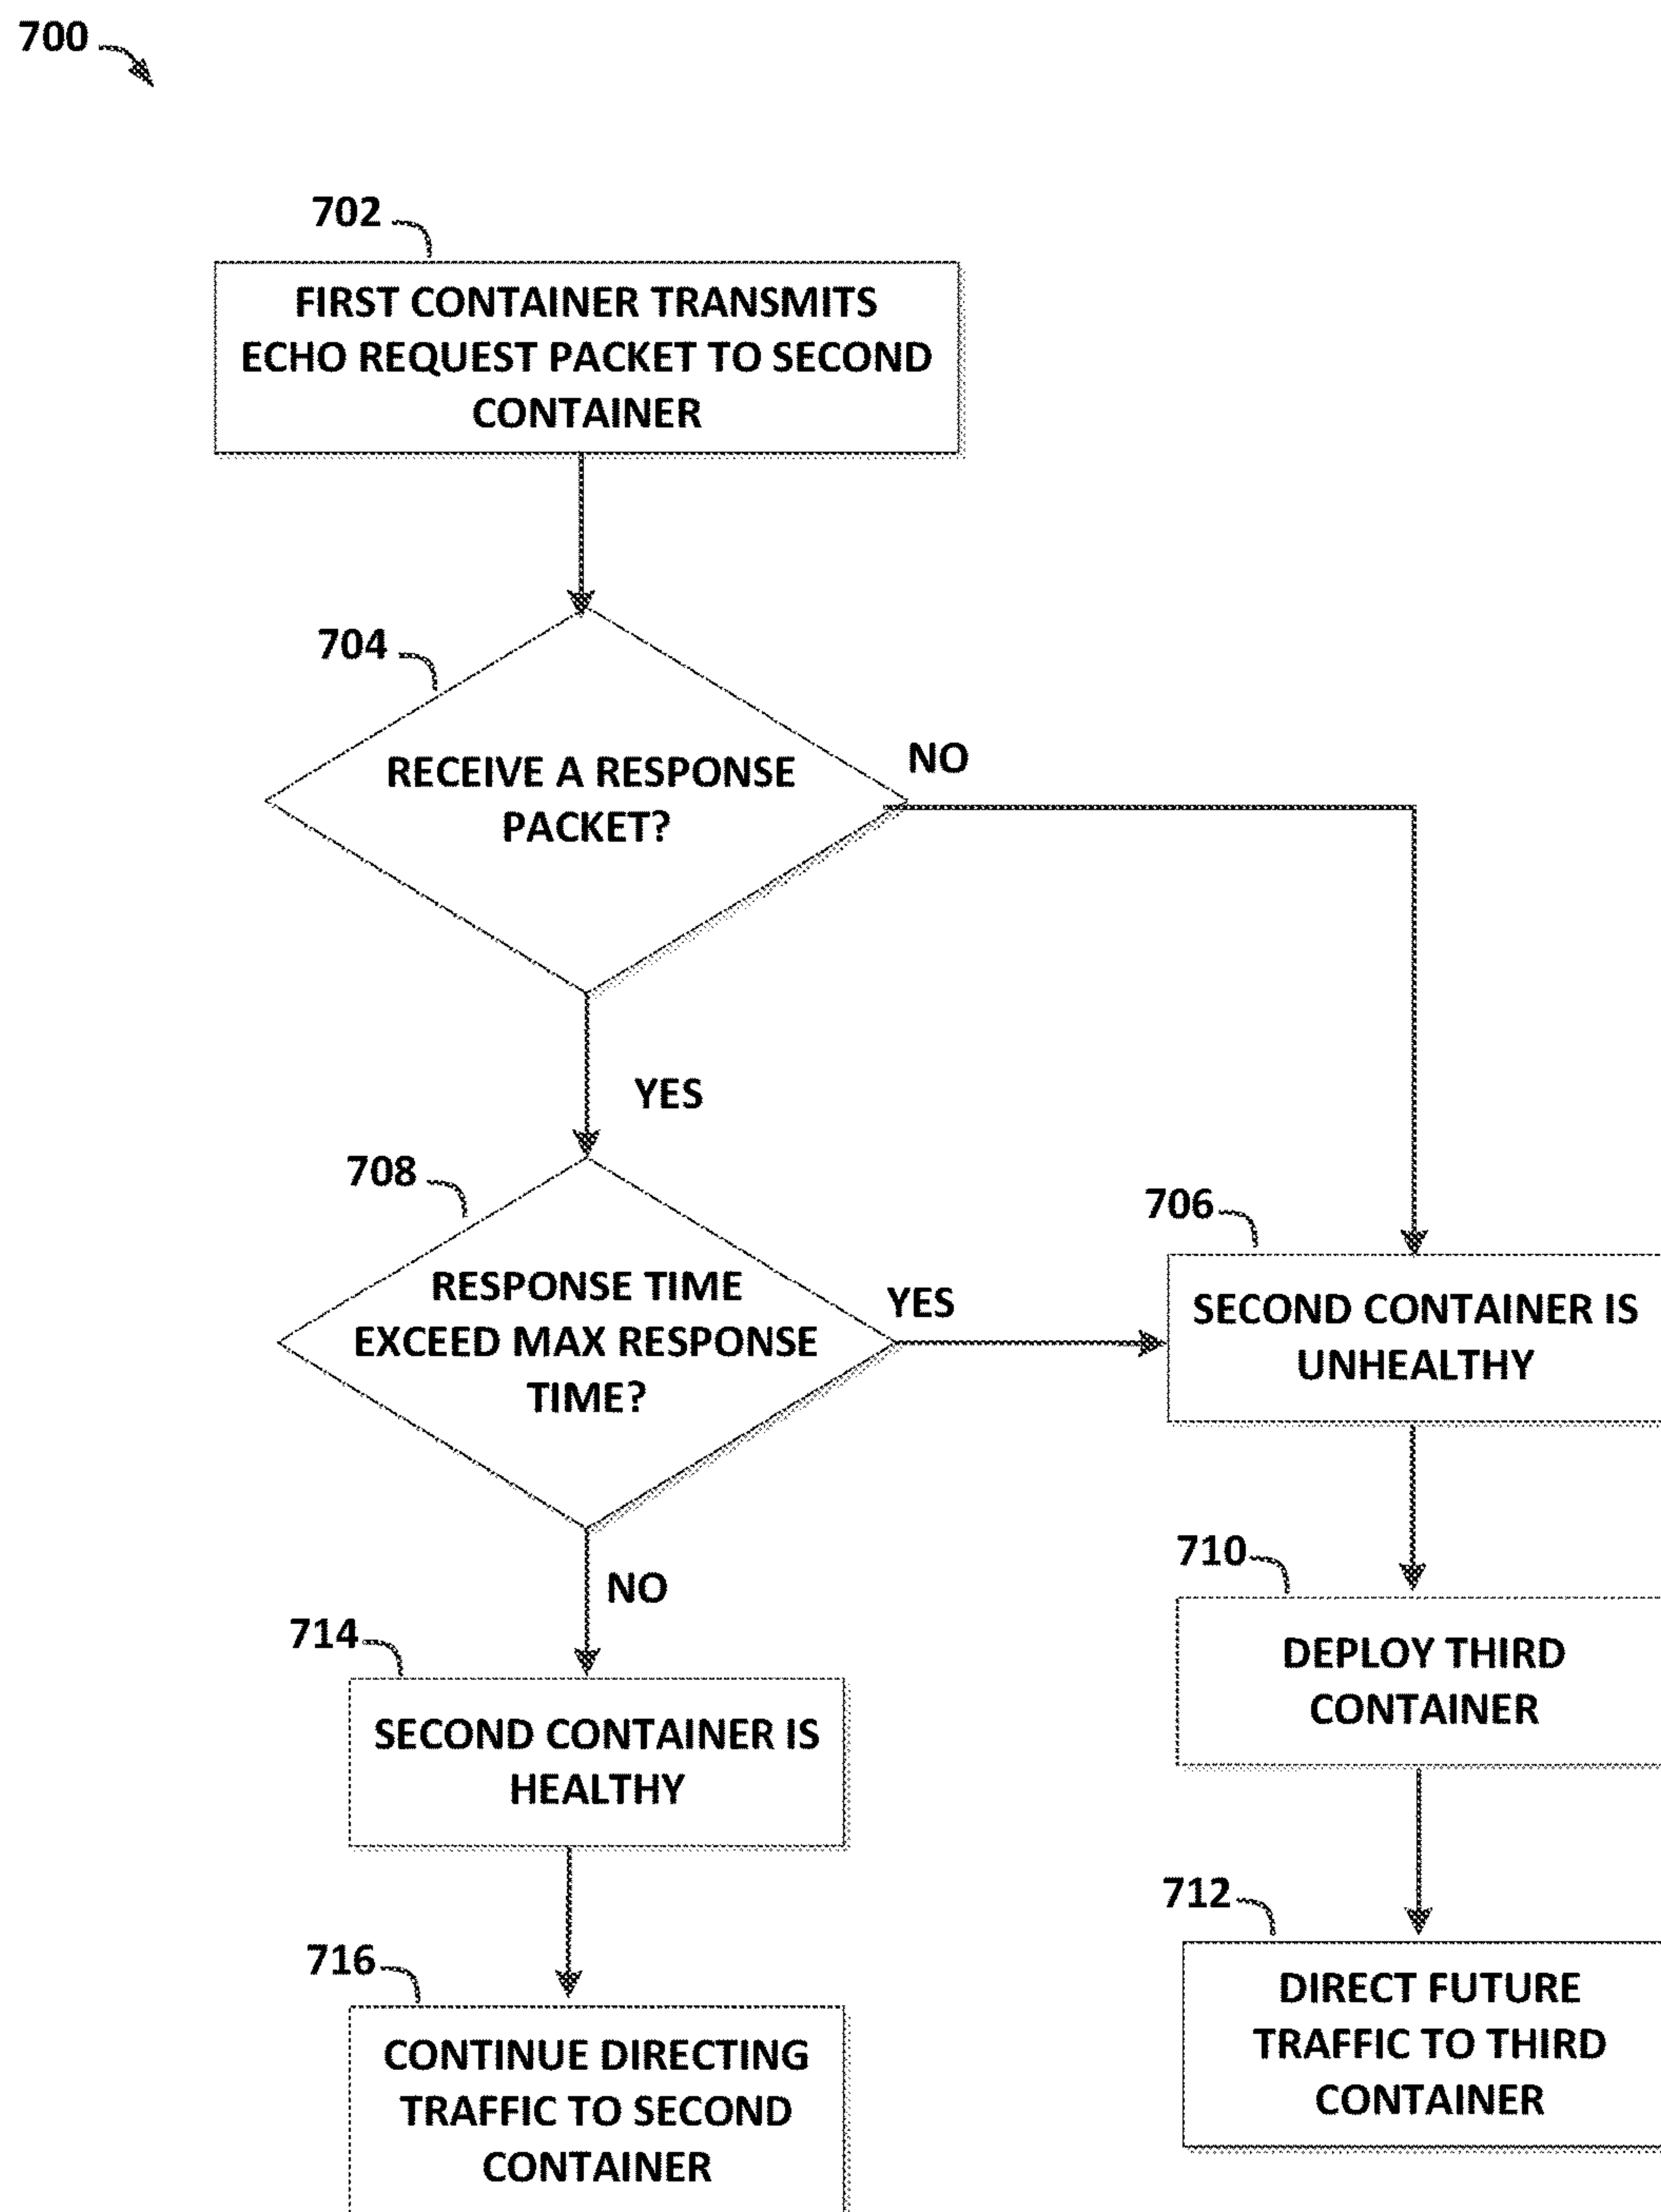 700
702
FIRST CONTAINER TRANSMITS
ECHO REQUEST PACKET TO SECOND
CONTAINER
704
RECEIVE A RESPONSE
PACKET?
NO
YES
708
RESPONSE TIME
EXCEED MAX RESPONSE
TIME?
YES
706
SECOND CONTAINER IS
UNHEALTHY
NO
710
DEPLOY THIRD
CONTAINER
714
SECOND CONTAINER IS
HEALTHY
712
DIRECT FUTURE
TRAFFIC TO THIRD
CONTAINER
716
CONTINUE DIRECTING
TRAFFIC TO SECOND
CONTAINER